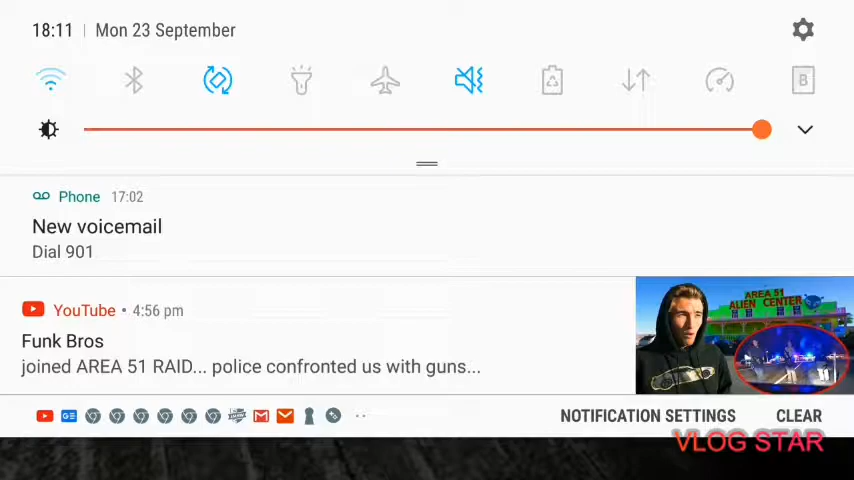 18:11 | Mon 23 September
B
Phone 17:02
New voicemail
Dial 901
YouTube • 4:56 pm
Funk Bros
joined AREA 51 RAID... police confronted us with guns...
AREA 51
ALIEN CENTER
GE
NOTIFICATION SETTINGS CLEAR
VLOG STAR